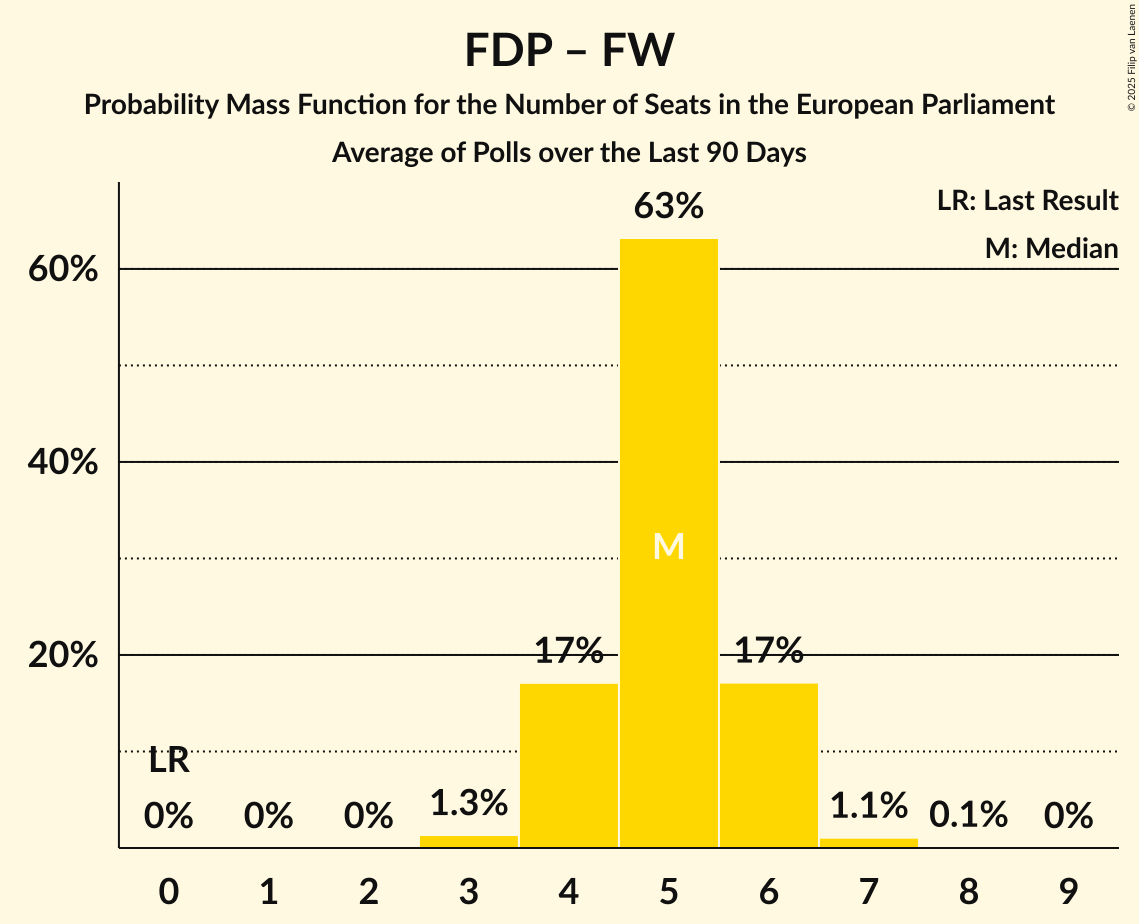 FDP – FW
Probability Mass Function for the Number of Seats in the European Parliament
Average of Polls over the Last 90 Days
© 2025 Filip van Laenen
LR: Last Result
M: Median
63%
60%
40%
M
20%
17%
17%
LR
0%
0%
0%
1.3%
1.1%
0.1%
0%
0 1 2 3 4 5 6 7 8 9